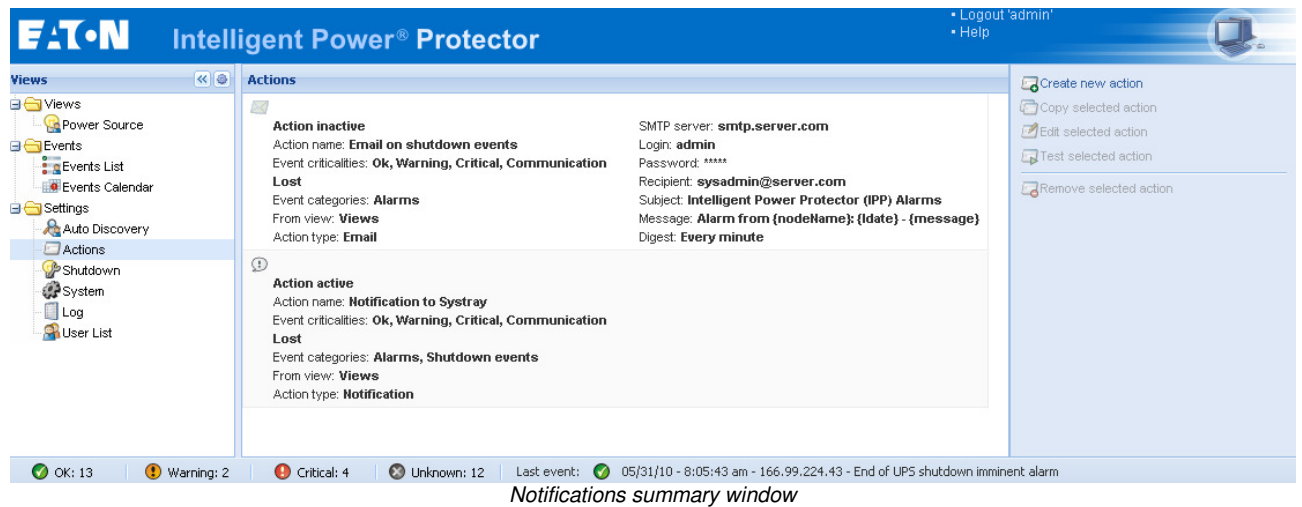 EATON Intelligent Power® Protector
▪ Logout 'admin'
▪ Help
Views
Views
Power Source
Events
Events List
Events Calendar
Settings
Auto Discovery
Actions
Shutdown
System
Log
User List
Actions
Action inactive
Action name: Email on shutdown events
Event criticalities: Ok, Warning, Critical, Communication
Lost
Event categories: Alarms
From view: Views
Action type: Email
SMTP server: smtp.server.com
Login: admin
Password: *****
Recipient: sysadmin@server.com
Subject: Intelligent Power Protector (IPP) Alarms
Message: Alarm from {nodeName}: {ldate} - {message}
Digest: Every minute
Action active
Action name: Notification to Systray
Event criticalities: Ok, Warning, Critical, Communication
Lost
Event categories: Alarms, Shutdown events
From view: Views
Action type: Notification
Create new action
Copy selected action
Edit selected action
Test selected action
Remove selected action
OK: 13 Warning: 2 Critical: 4 Unknown: 12 Last event: 05/31/10 - 8:05:43 am - 166.99.224.43 - End of UPS shutdown imminent alarm
Notifications summary window